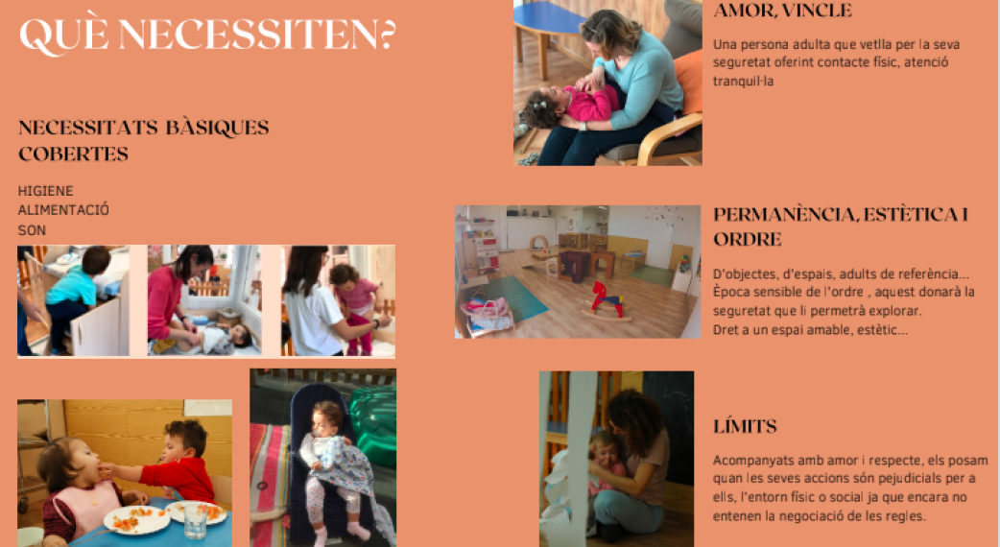 QUÈ NECESSITEN?
NECESSITATS BÀSIQUES
COBERTES
HIGIENE
ALIMENTACIÓ
SON
AMOR, VINCLE
Una persona adulta que vetlla per la seva
seguretat oferint contacte físic, atenció
tranquil·la
PERMANÈNCIA, ESTÈTICA I
ORDRE
D'objectes, d'espais, adults de referència...
Època sensible de l'ordre , aquest donarà la
seguretat que li permetrà explorar.
Dret a un espai amable, estètic...
LÍMITS
Acompanyats amb amor i respecte, els posam
quan les seves accions són pejudicials per a
ells, l'entorn físic o social ja que encara no
entenen la negociació de les regles.